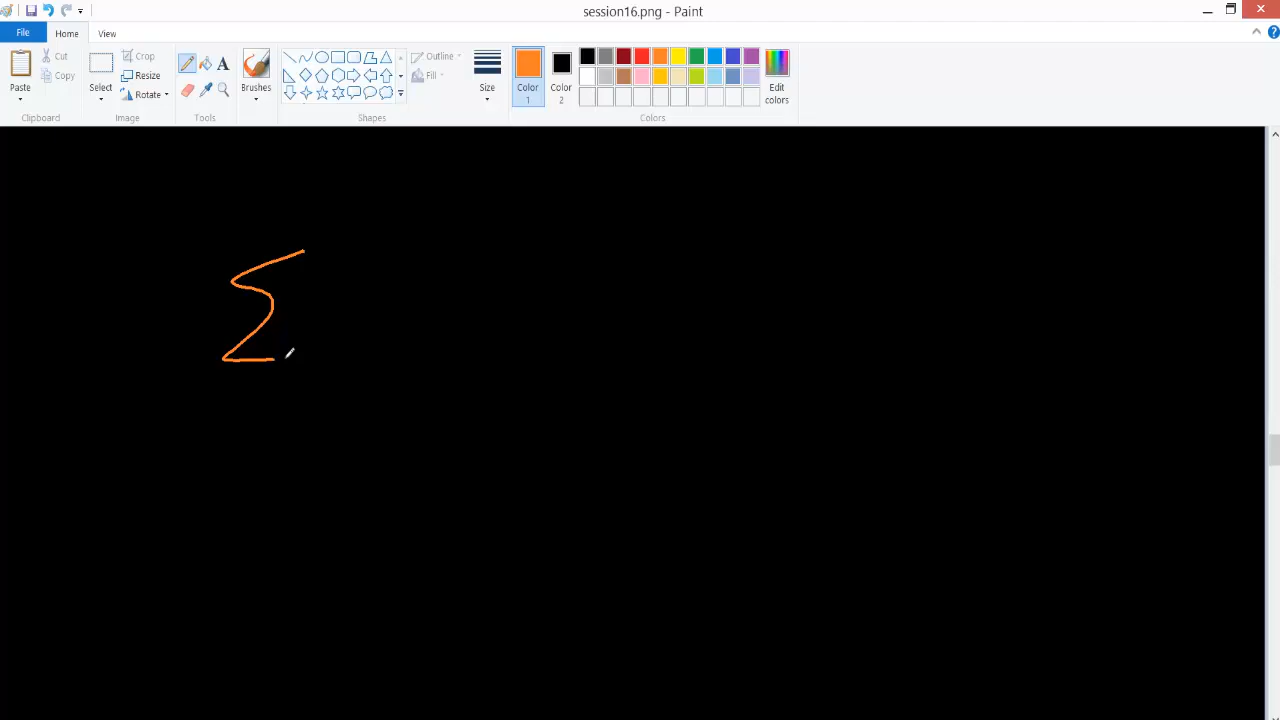 session16.png - Paint
File Home View
Paste Cut Copy Select Crop Resize Rotate A Brushes Outline Fill Size Color 1 Color 2 Edit colors
Clipboard Image Tools Shapes Colors
Σ